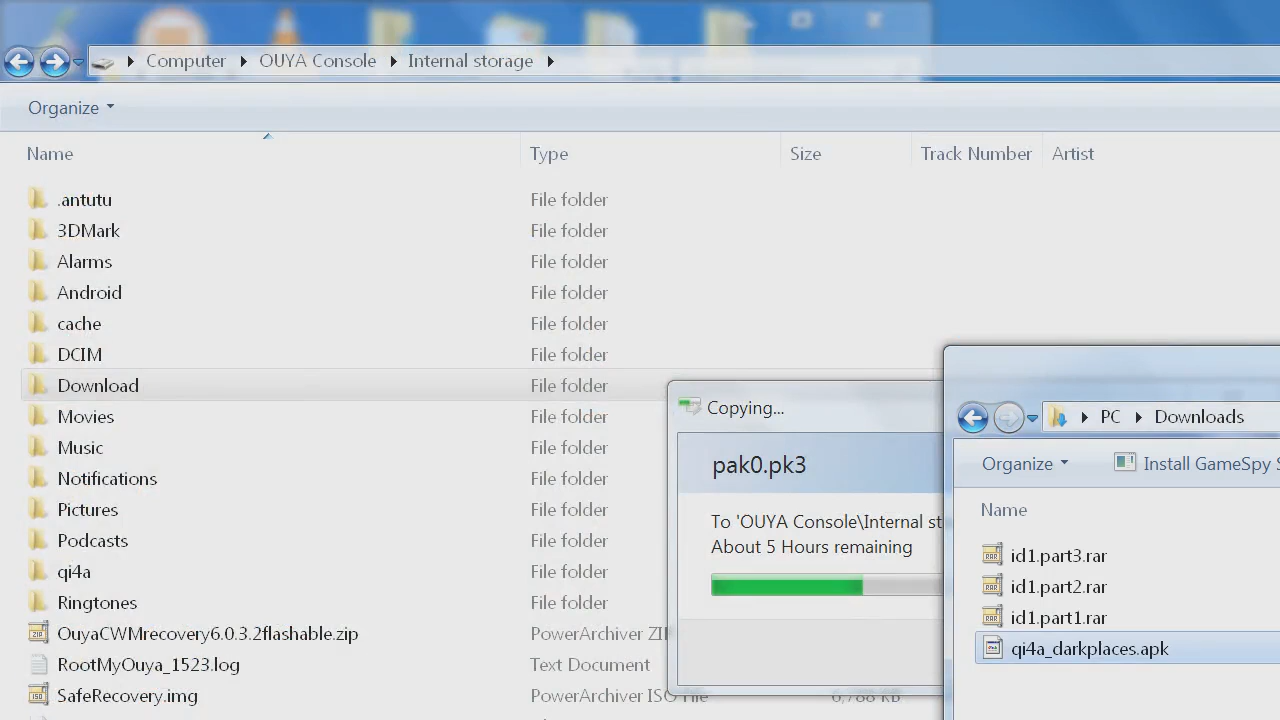 Computer OUYA Console Internal storage
Organize
Name Type Size Track Number Artist
.antutu File folder
3DMark File folder
Alarms File folder
Android File folder
cache File folder
DCIM File folder
Download File folder
Movies File folder
Music File folder
Notifications File folder
Pictures File folder
Podcasts File folder
qi4a File folder
Ringtones File folder
OuyaCWMrecovery6.0.3.2flashable.zip PowerArchiver ZI
RootMyOuya_1523.log Text Document
SafeRecovery.img PowerArchiver ISO File 6,788 KB
Copying...
pak0.pk3
To 'OUYA Console\Internal st
About 5 Hours remaining
PC Downloads
Organize Install GameSpy S
Name
id1.part3.rar
id1.part2.rar
id1.part1.rar
qi4a_darkplaces.apk